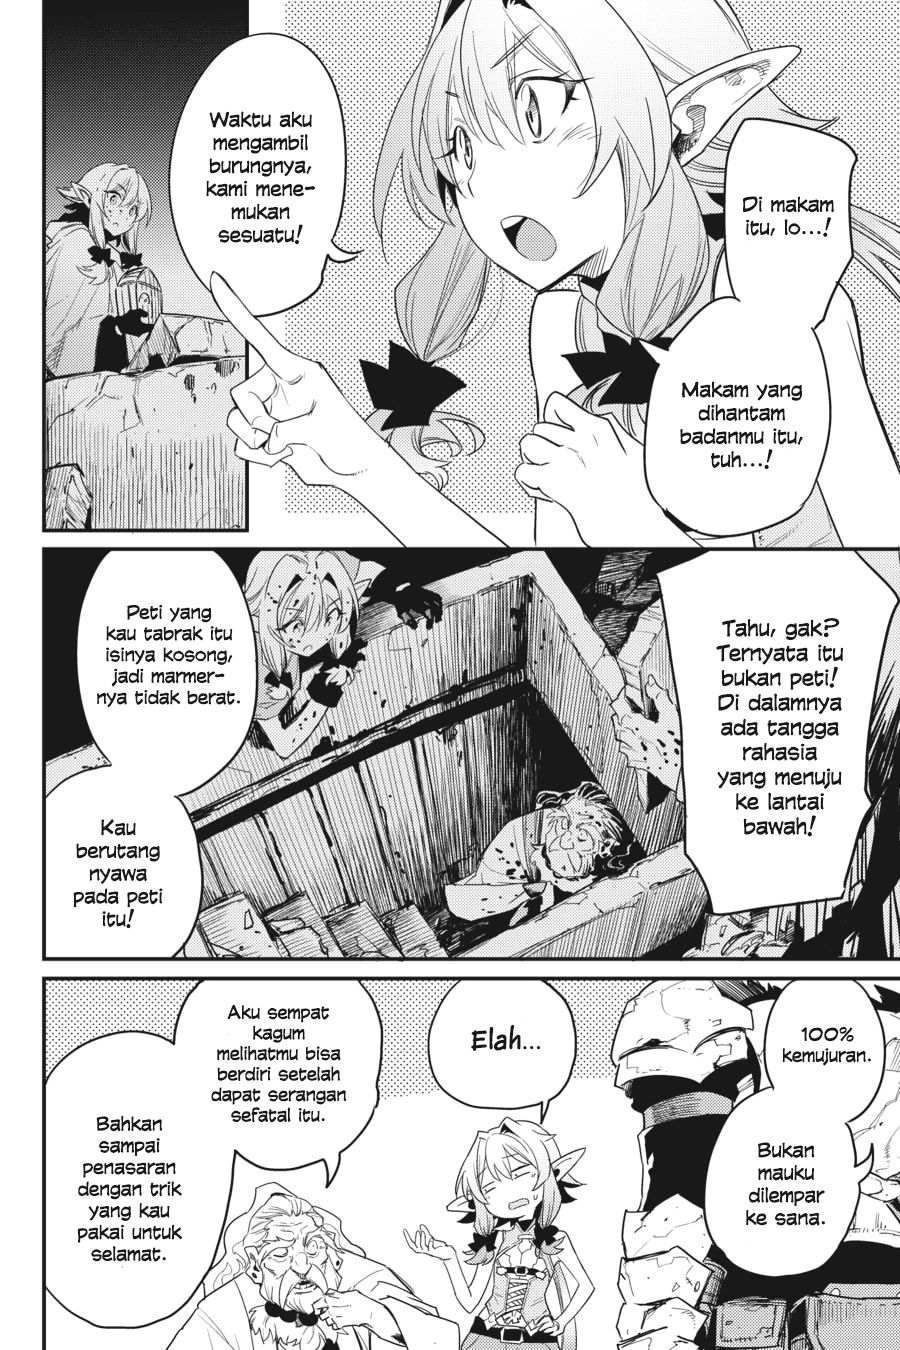 Di makam
itu, lo...!
Makam yang
dihantam
badanmu itu,
tuh...!
Waktu aku
mengambil
burungnya,
kami mene-
mukan
sesuatu!
Tahu, gak?
Ternyata itu
bukan peti!
Di dalamnya
ada tangga
rahasia
yang menuju
ke lantai
bawah!
Peti yang
kau tabrak itu
isinya kosong,
jadi marmer-
nya tidak berat.
Kau
berutang
nyawa
pada peti
itu!
100%
kemujuran.
Bukan
mauku
dilempar
ke sana.
Elah...
Aku sempat
kagum
melihatmu bisa
berdiri setelah
dapat serangan
sefatal itu.
Bahkan
sampai
penasaran
dengan trik
yang kau
pakai untuk
selamat.